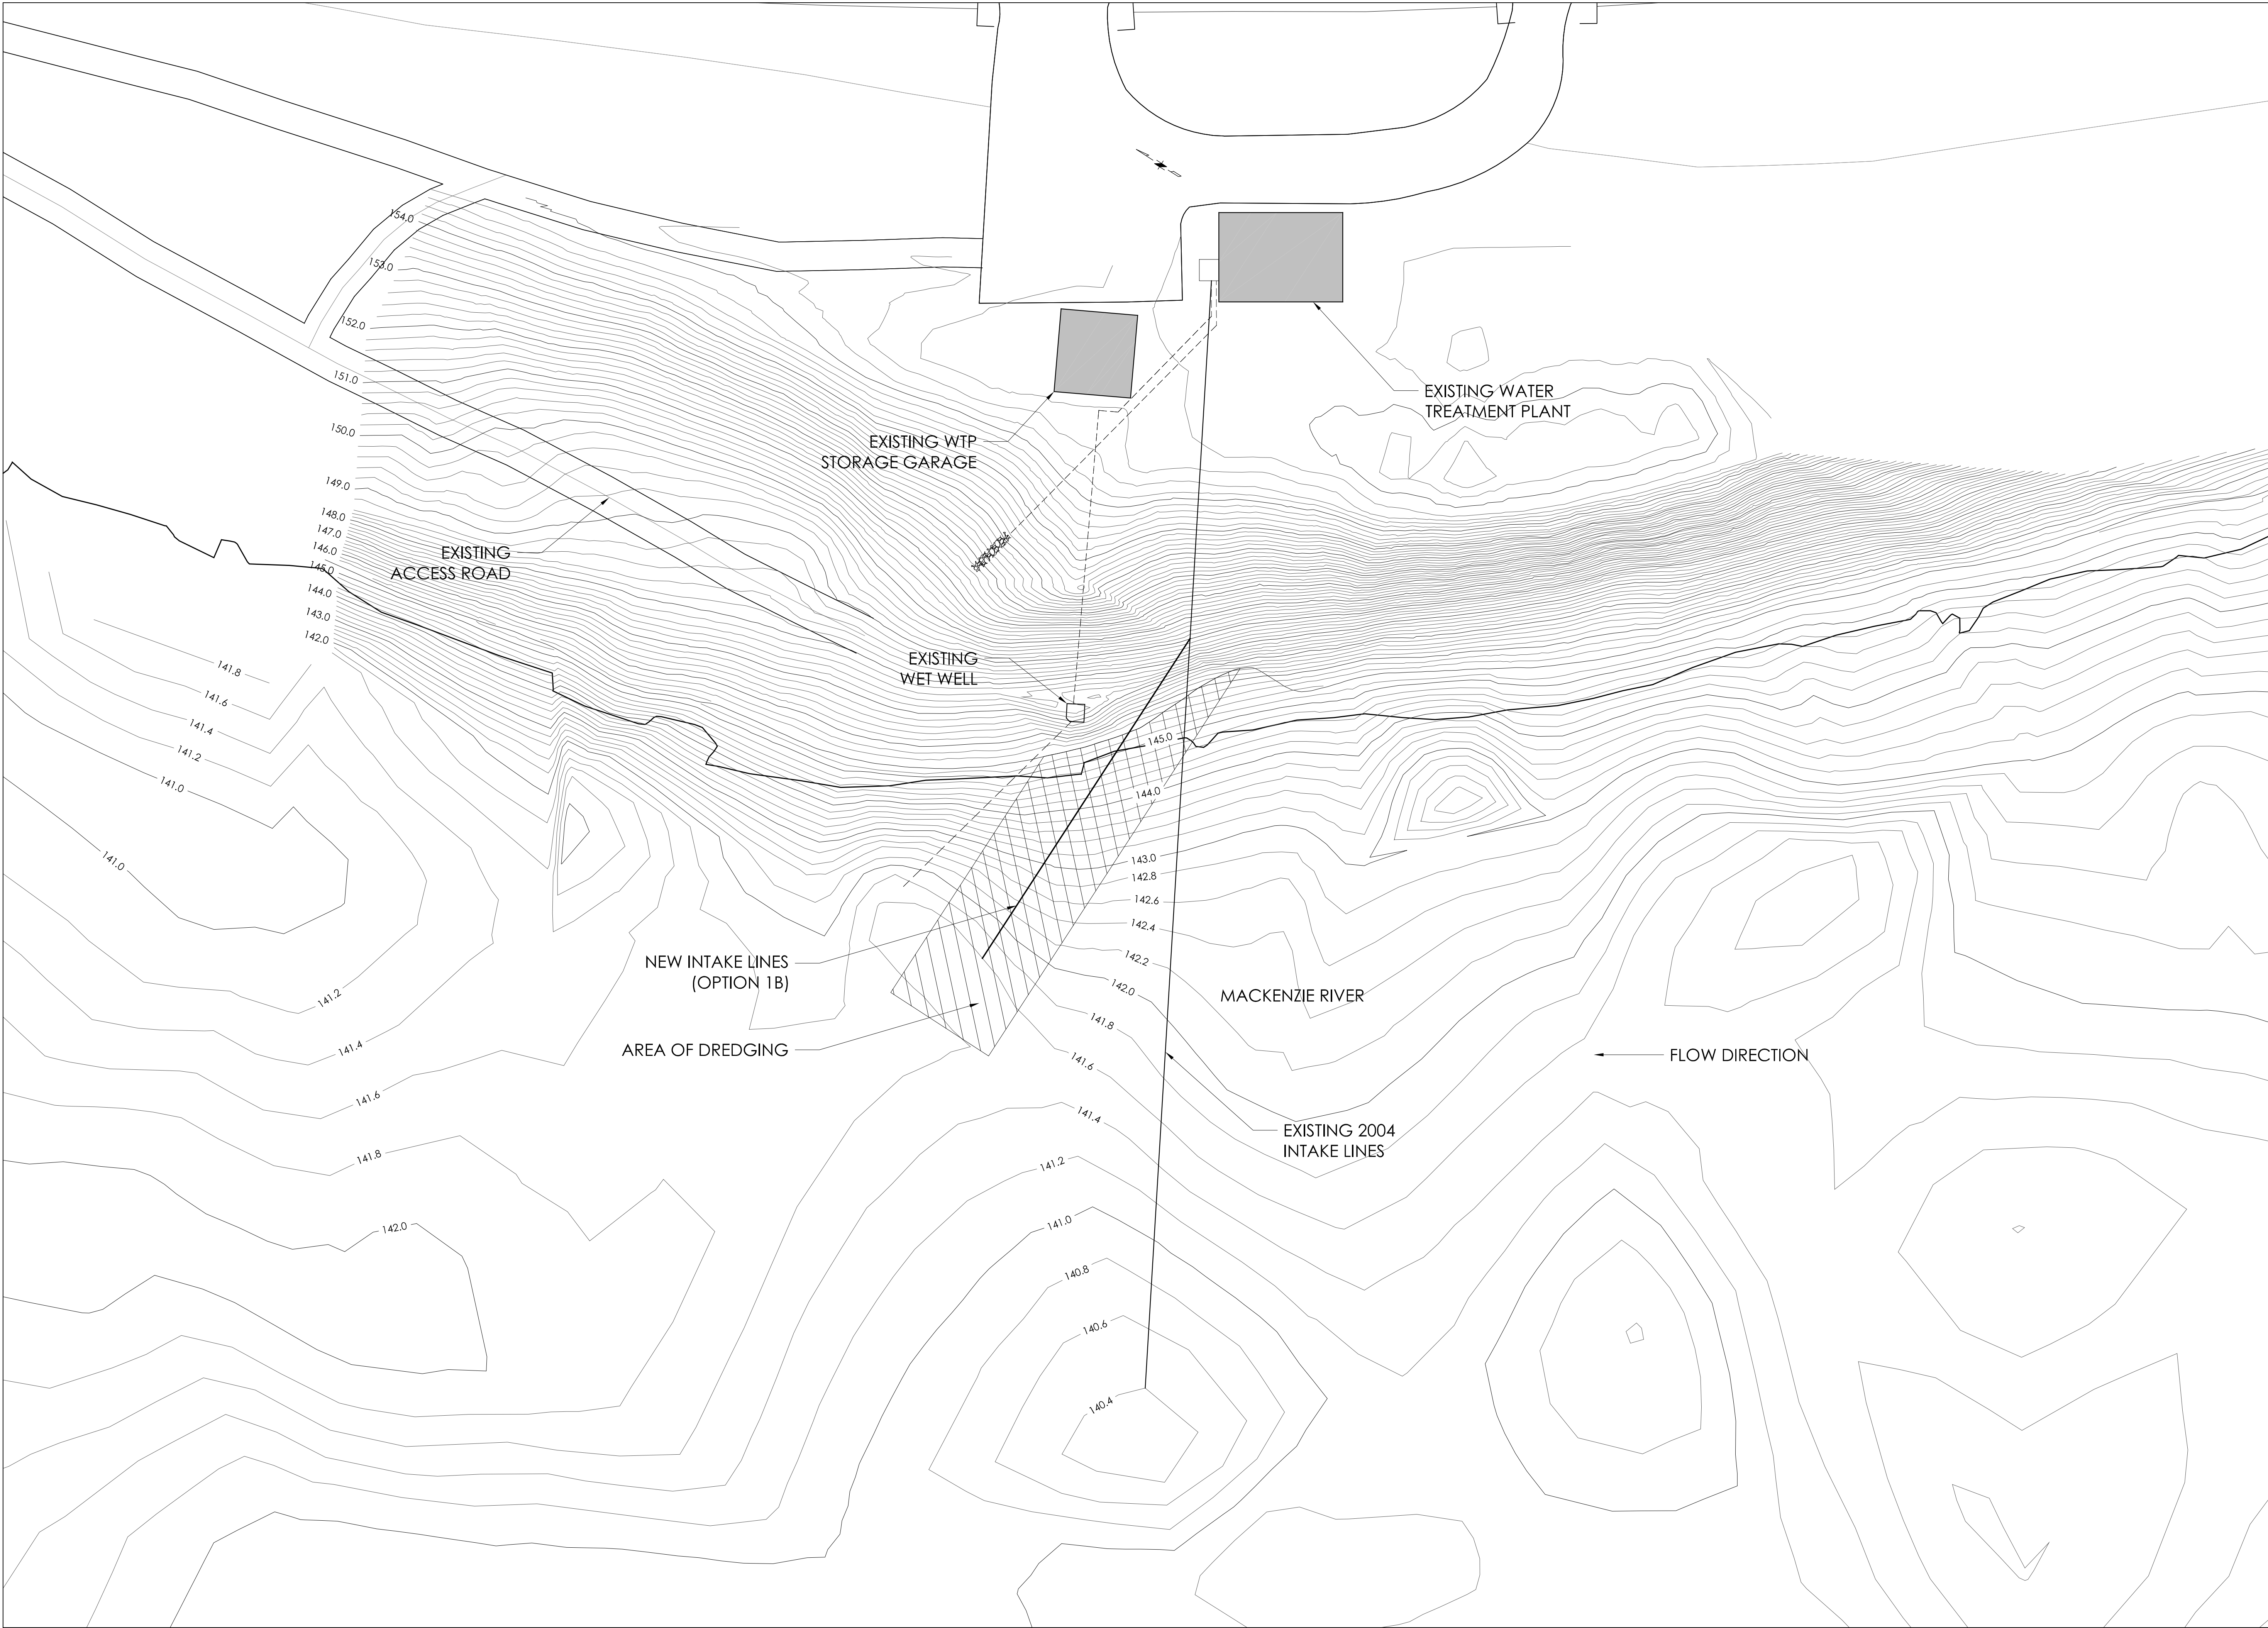 154.0
153.0
152.0
151.0
150.0
149.0
148.0
147.0
146.0
145.0
144.0
143.0
142.0
EXISTING WATER
TREATMENT PLANT
EXISTING WTP
STORAGE GARAGE
EXISTING
ACCESS ROAD
EXISTING
WET WELL
141.8
141.6
141.4
141.2
141.0
141.0
145.0
144.0
143.0
142.8
142.6
142.4
142.2
142.0
141.8
141.6
141.4
141.2
141.0
140.8
140.6
140.4
NEW INTAKE LINES
(OPTION 1B)
MACKENZIE RIVER
AREA OF DREDGING
FLOW DIRECTION
EXISTING 2004
INTAKE LINES
141.2
141.4
141.6
141.8
142.0